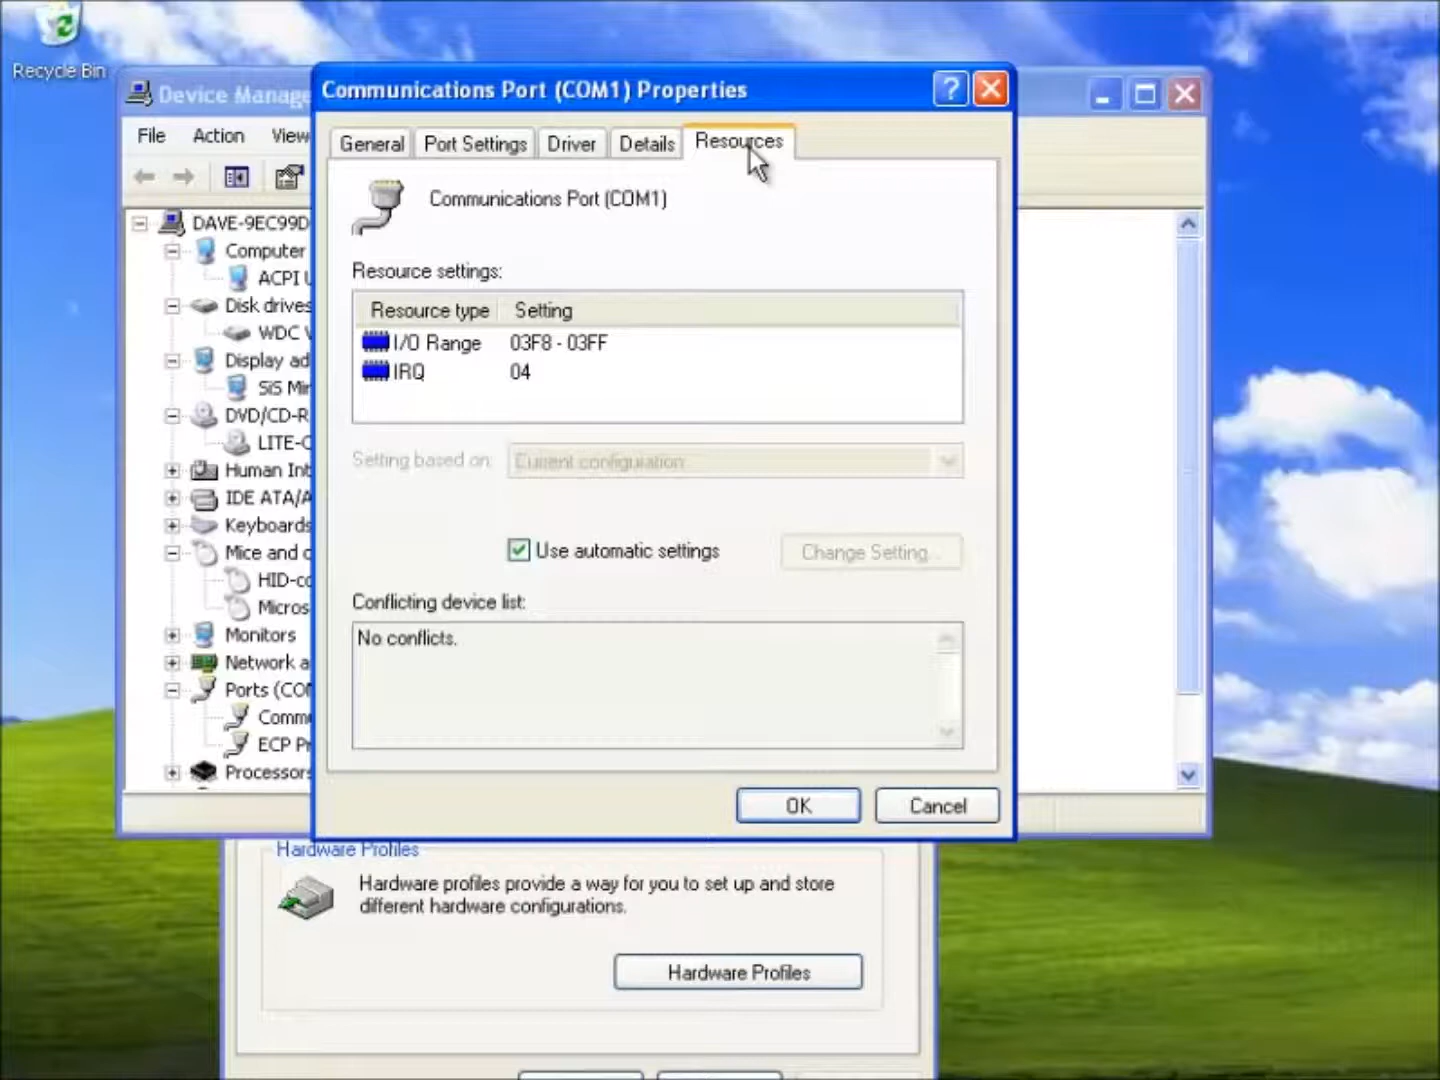 Recycle Bin
Device Manage
Communications Port (COM1) Properties
File Action View
General Port Settings Driver Details Resources
Communications Port (COM1)
DAVE-9EC99D
Computer
ACPI
Disk drives
WDC
Display ad
SiS Mir
DVD/CD-R
LITE-
Human Int
IDE ATA/A
Keyboards
Mice and
HID-co
Micros
Monitors
Network a
Ports (CO
Commu
ECP Pr
Processors
Resource settings:
Resource type Setting
I/O Range 03F8 - 03FF
IRQ 04
Setting based on: Current configuration
Use automatic settings Change Setting...
Conflicting device list:
No conflicts.
OK Cancel
Hardware Profiles
Hardware profiles provide a way for you to set up and store
different hardware configurations.
Hardware Profiles